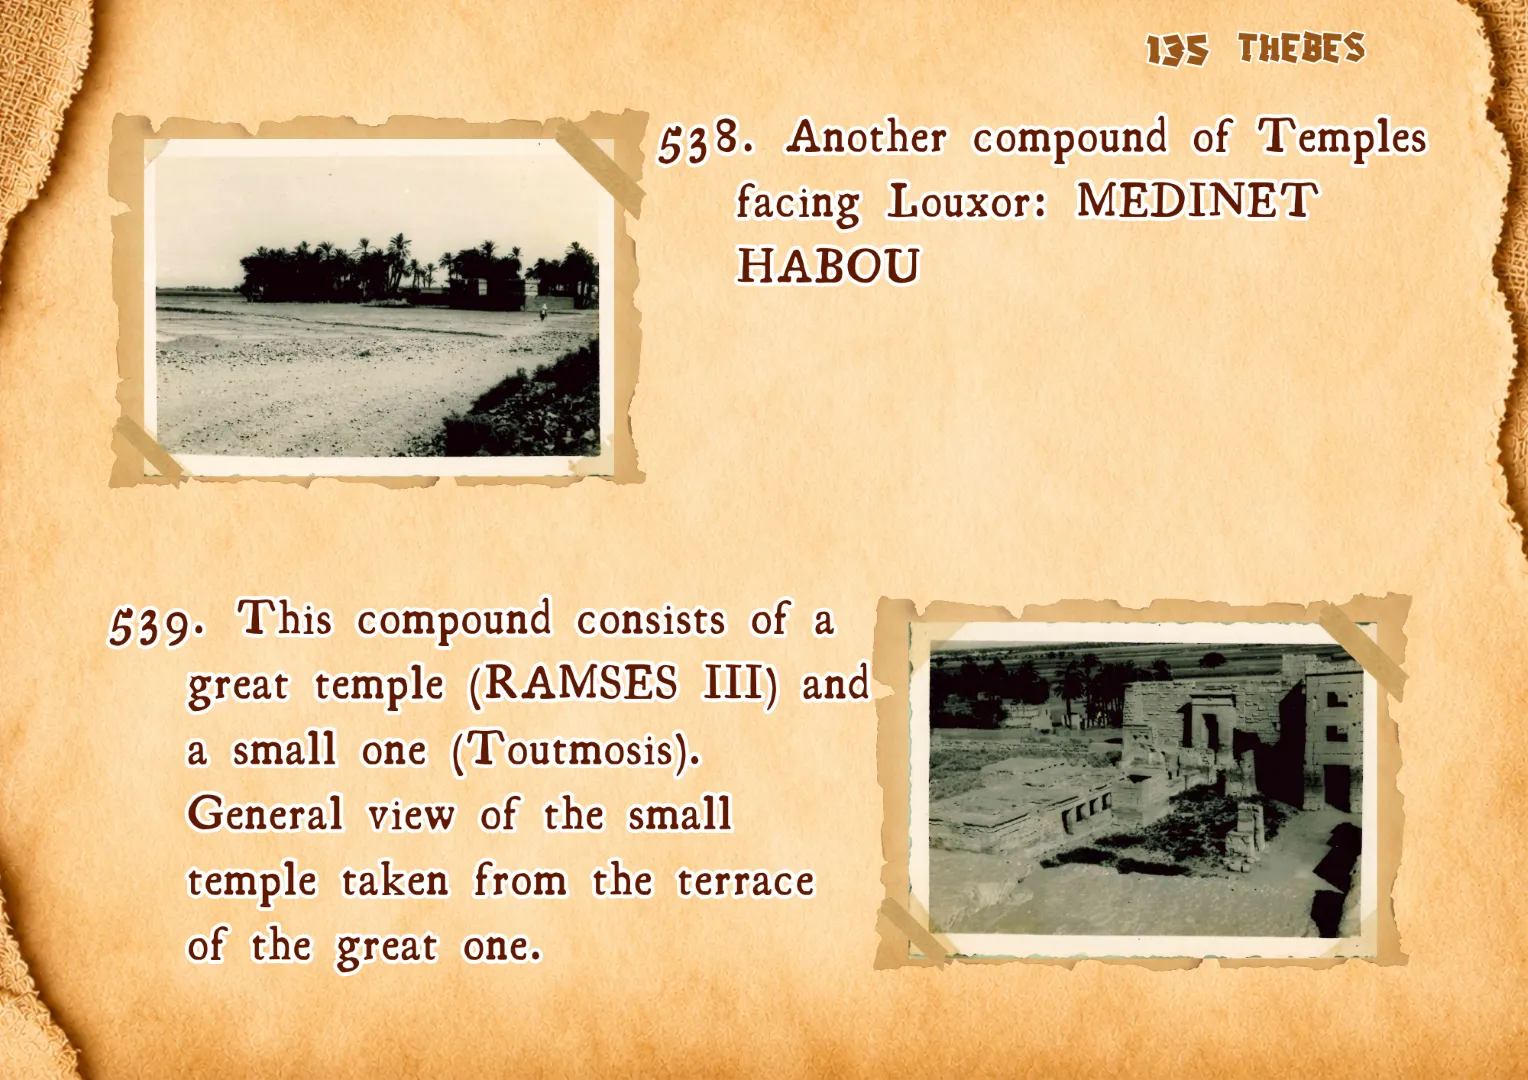 135 THEBES
538. Another compound of Temples
facing Louxor: MEDINET
HABOU
539. This compound consists of a
great temple (RAMSES III) and
a small one (Toutmosis).
General view of the small
temple taken from the terrace
of the great one.